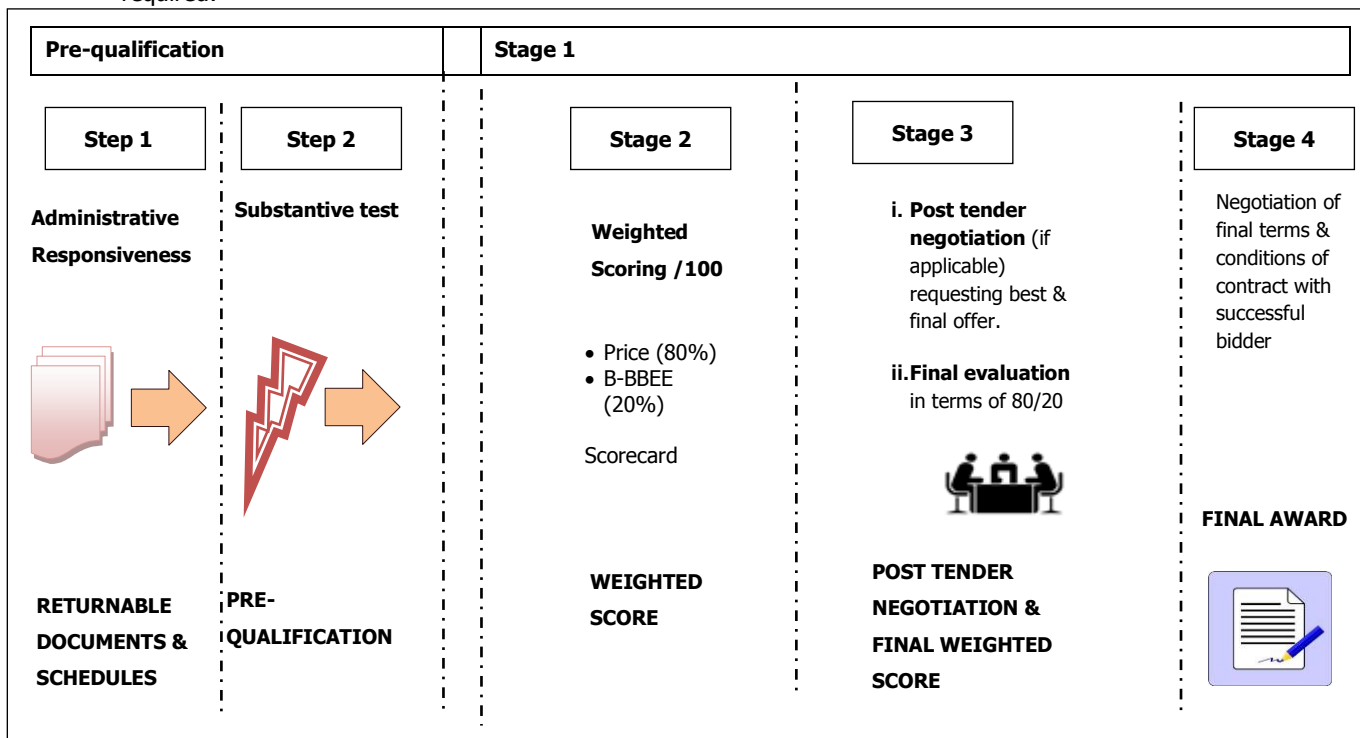 required.
Pre-qualification
Stage 1
Step 1
Step 2
Stage 2
Stage 3
Stage 4
Administrative
Responsiveness
Substantive test
Weighted
Scoring /100
• Price (80%)
• B-BBEE
(20%)
Scorecard
i. Post tender
negotiation (if
applicable)
requesting best &
final offer.
ii.Final evaluation
in terms of 80/20
Negotiation of
final terms &
conditions of
contract with
successful
bidder
RETURNABLE
DOCUMENTS &
SCHEDULES
PRE-
QUALIFICATION
WEIGHTED
SCORE
POST TENDER
NEGOTIATION &
FINAL WEIGHTED
SCORE
FINAL AWARD